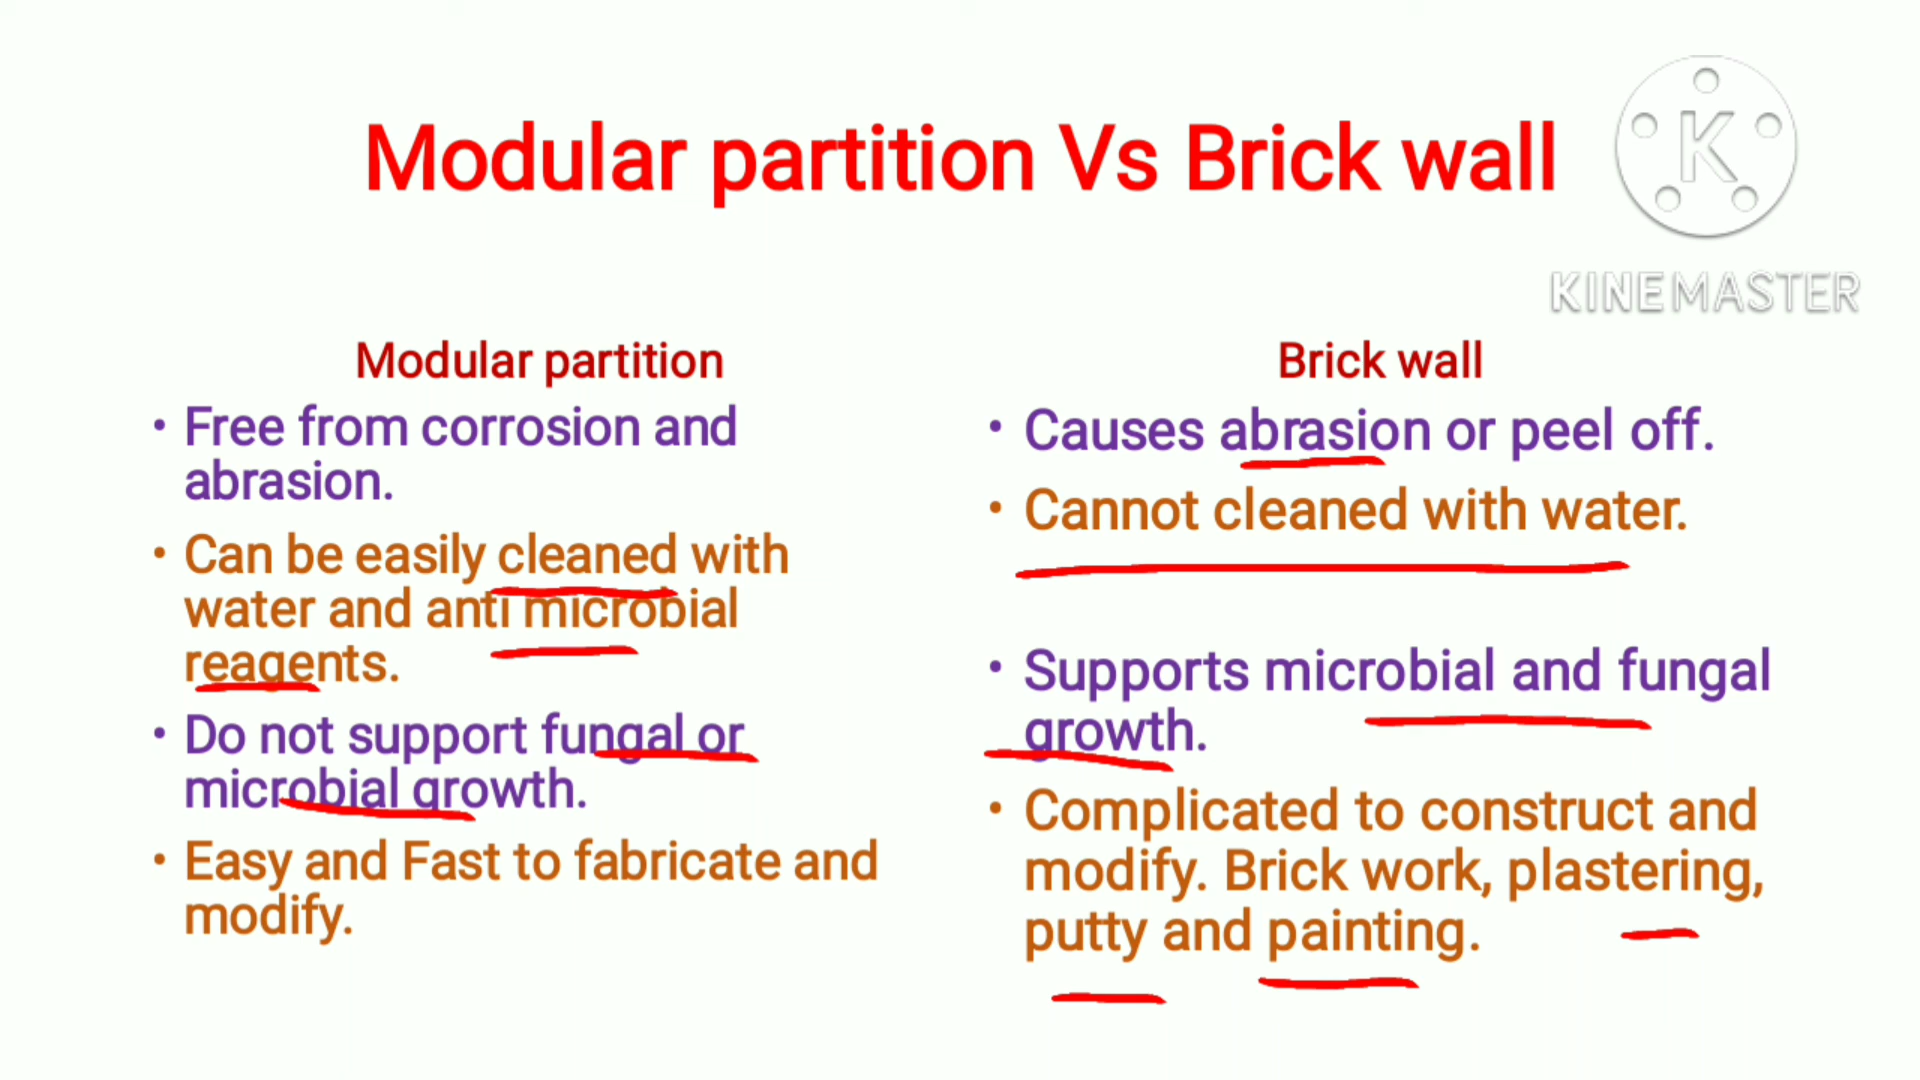 Modular partition Vs Brick wall
K
KINEMASTER
Modular partition
• Free from corrosion and
abrasion.
• Can be easily cleaned with
water and anti microbial
reagents.
• Do not support fungal or
microbial growth.
• Easy and Fast to fabricate and
modify.
Brick wall
• Causes abrasion or peel off.
• Cannot cleaned with water.
• Supports microbial and fungal
growth.
• Complicated to construct and
modify. Brick work, plastering,
putty and painting.